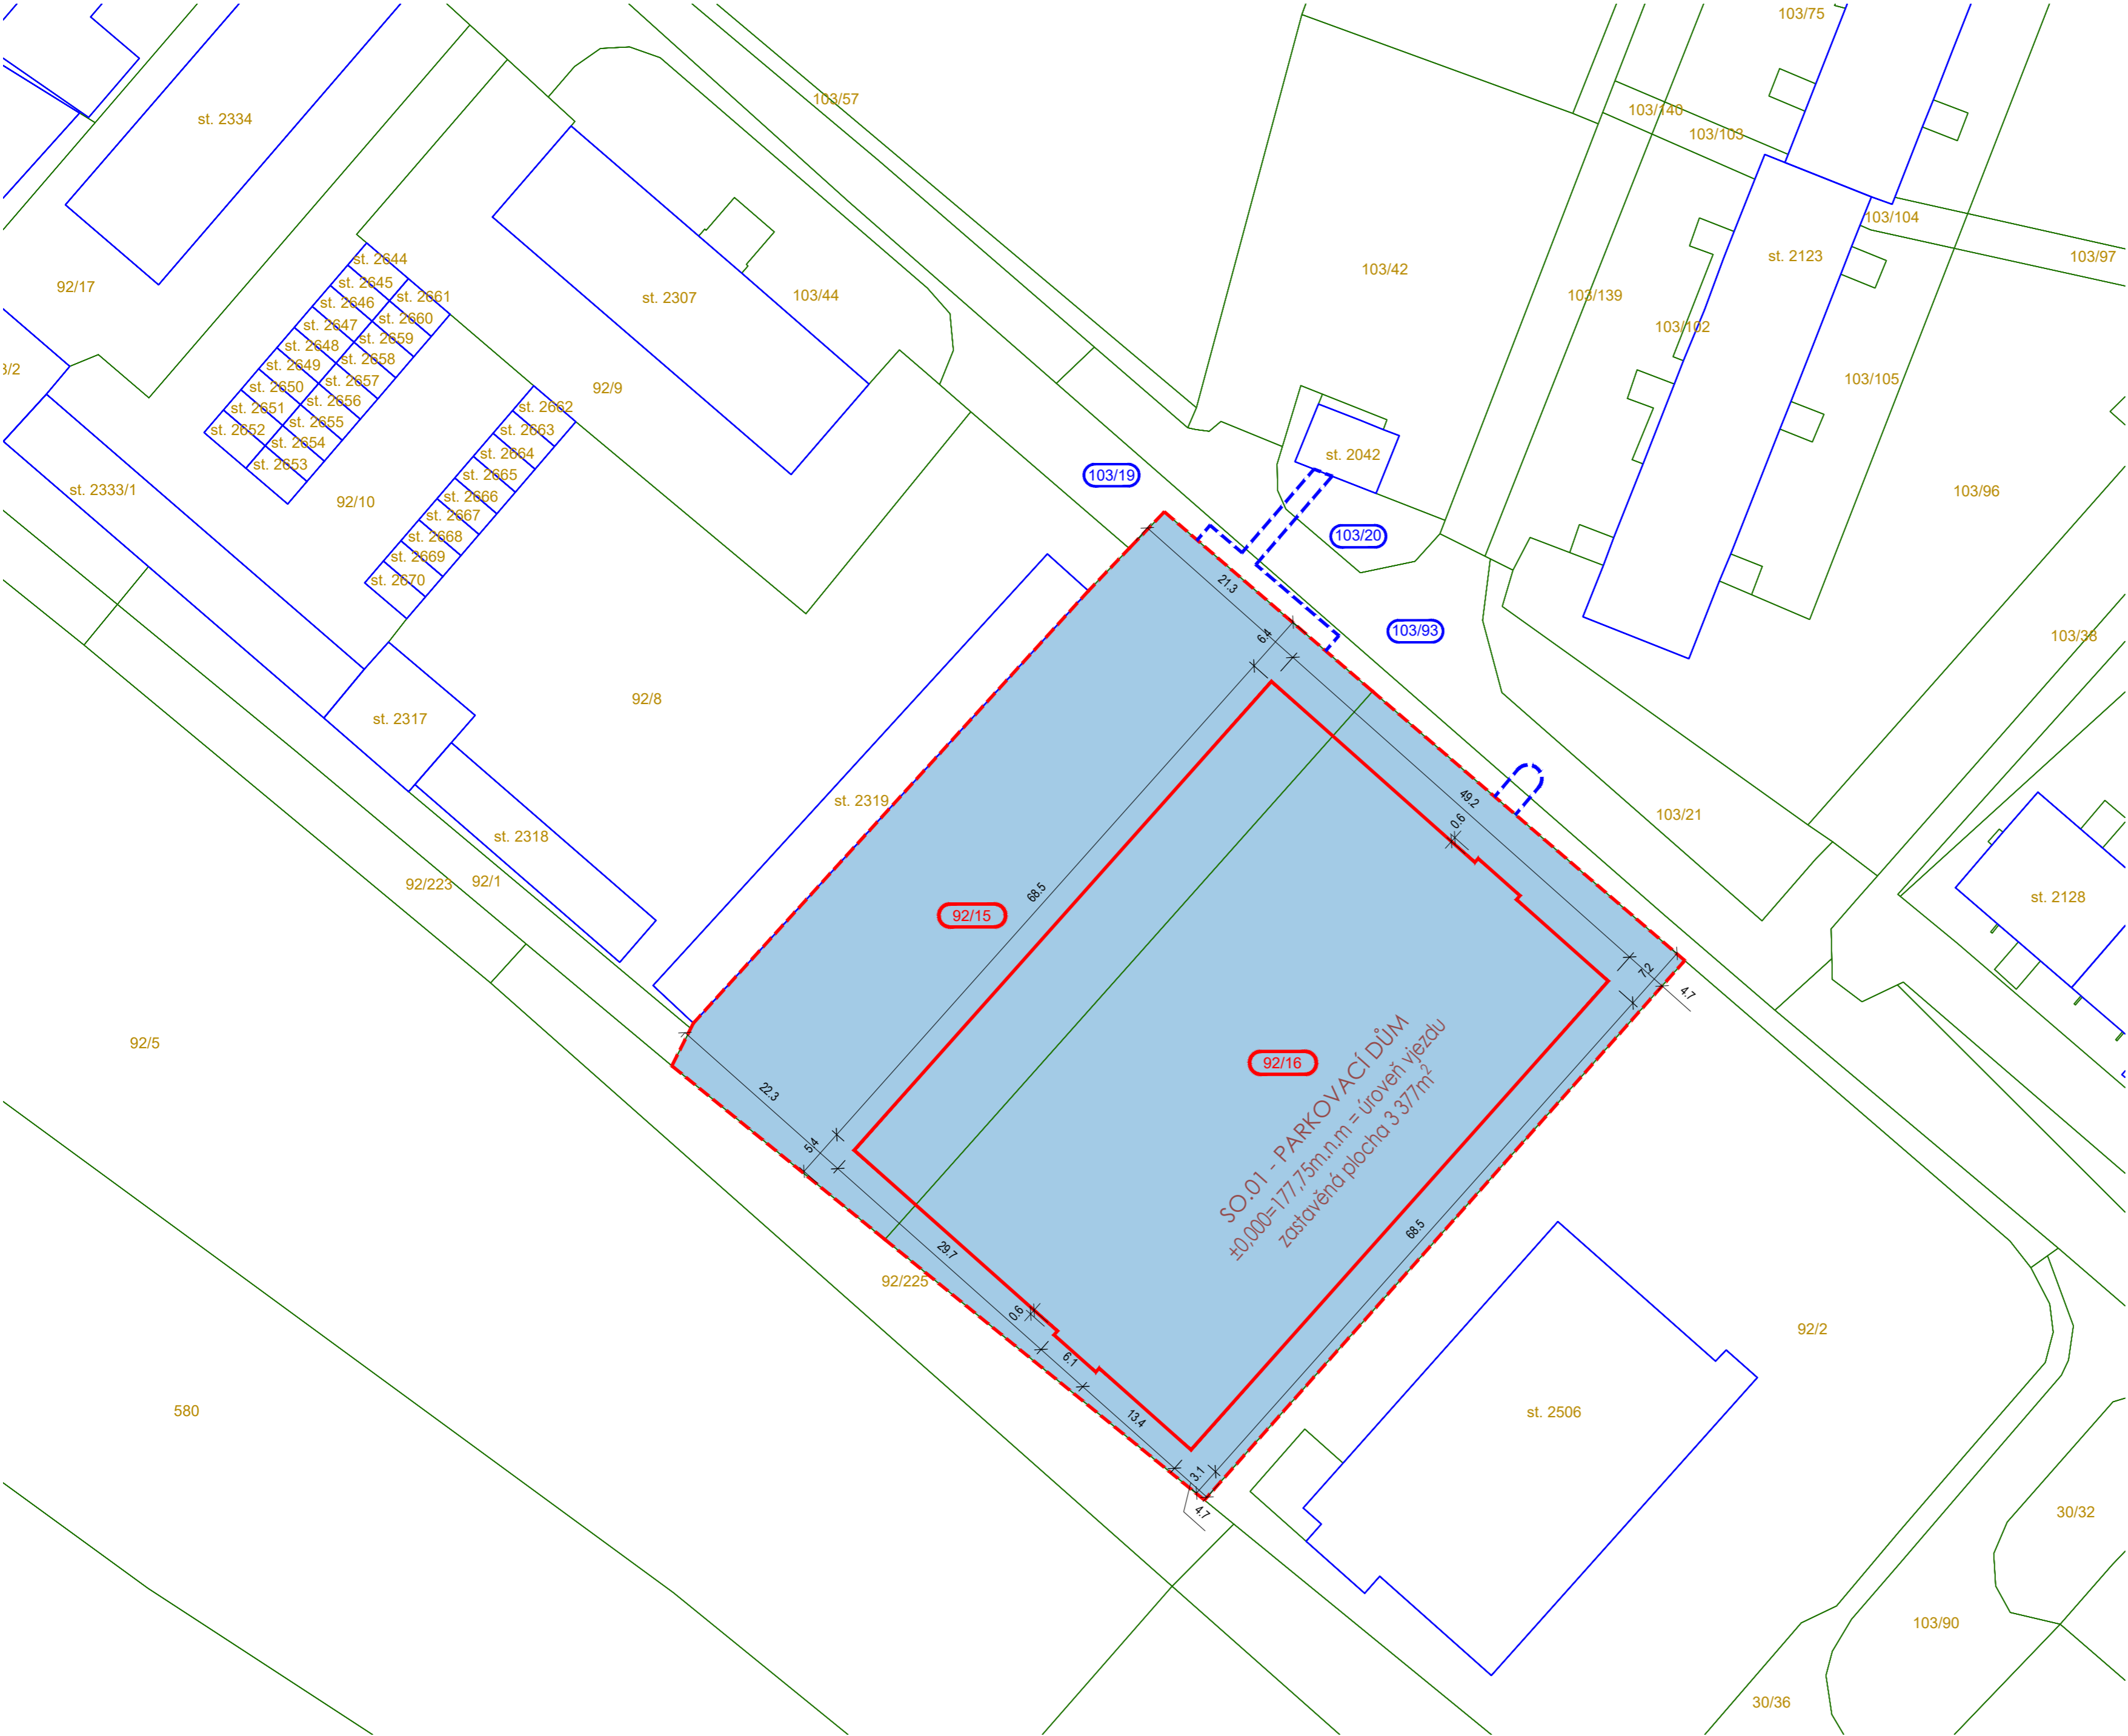 103/75
103/57
103/140
st. 2334
103/103
103/104
st. 2644
st. 2123
103/97
103/42
92/17
st. 2645
st. 2661
st. 2307
103/44
103/139
st. 2646
st. 2660
st. 2647
103/102
st. 2659
st. 2648
st. 2658
st. 2649
3/2
st. 2657
103/105
st. 2650
92/9
st. 2656
st. 2651
st. 2662
st. 2655
st. 2652
st. 2663
st. 2654
st. 2664
st. 2042
st. 2653
st. 2665
103/19
st. 2333/1
103/96
st. 2666
92/10
st. 2667
st. 2668
103/20
st. 2669
st. 2670
21.3
103/93
6.4
103/38
92/8
st. 2317
49.2
st. 2319
103/21
0.6
st. 2318
92/223
92/1
68.5
st. 2128
92/15
7.2
4.7
92/5
92/16
22.3
SO.01 - PARKOVACÍ DŮM
±0,000=177,75m.n.m = úroveň vjezdu
zastavěná plocha 3 377m²
5.4
68.5
29.7
92/225
0.6
92/2
6.1
580
st. 2506
13.4
3.1
4.7
30/32
103/90
30/36